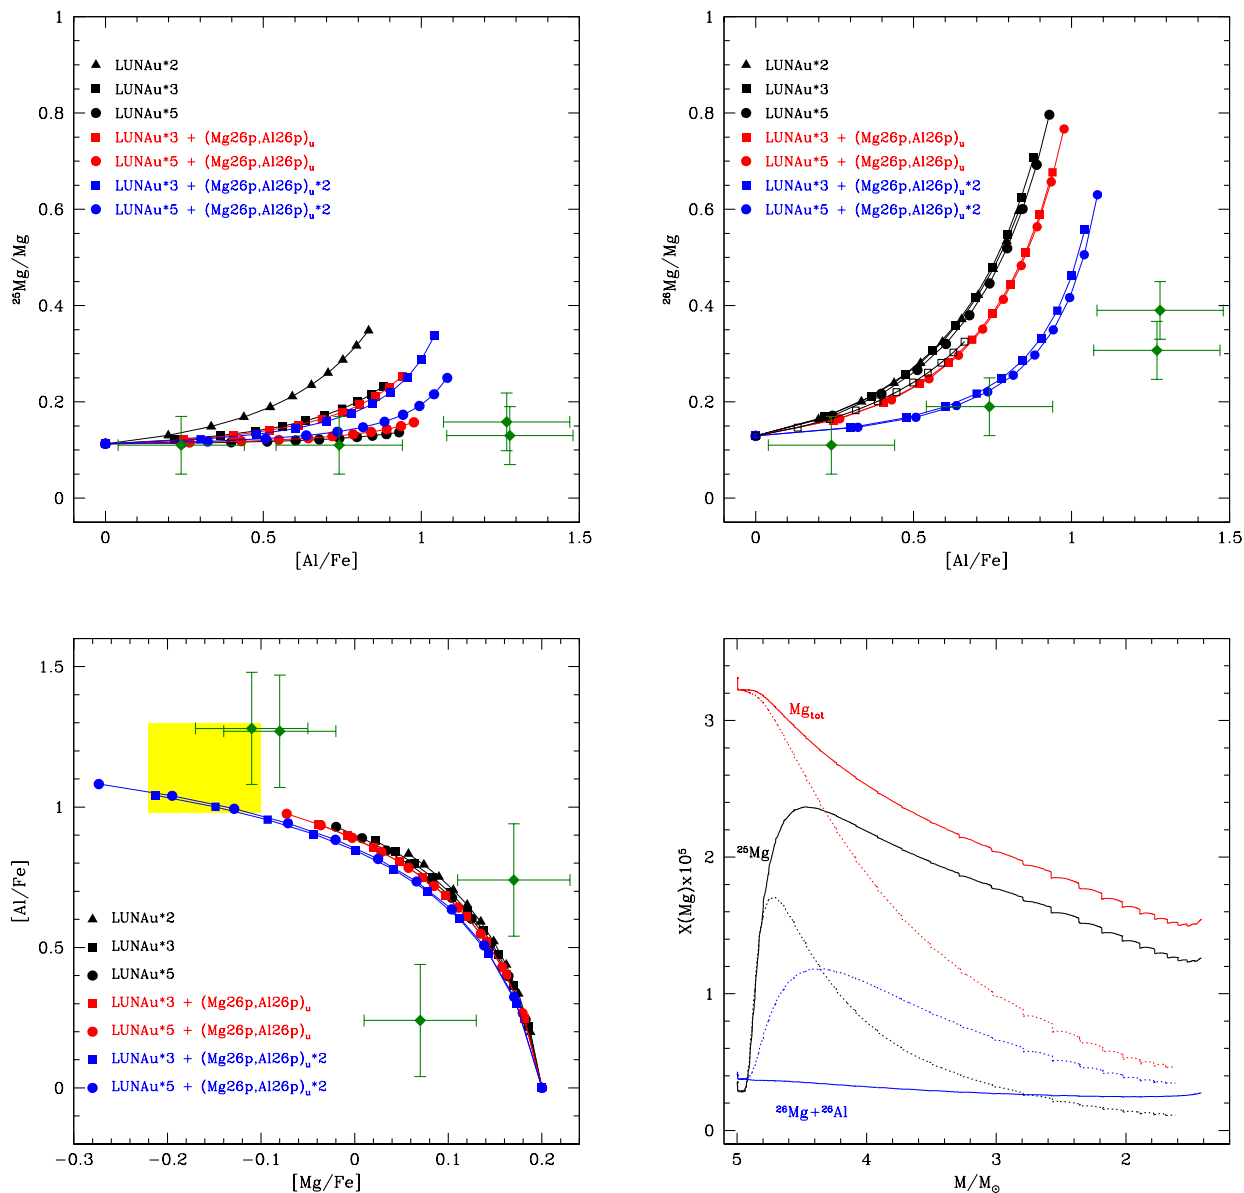 1
0.8
0.6
0.4
0.2
0
²⁵Mg/Mg
LUNAu*2
LUNAu*3
LUNAu*5
LUNAu*3 + (Mg26p,Al26p)ᵤ
LUNAu*5 + (Mg26p,Al26p)ᵤ
LUNAu*3 + (Mg26p,Al26p)ᵤ*2
LUNAu*5 + (Mg26p,Al26p)ᵤ*2
0 0.5 1 1.5
[Al/Fe]
1
0.8
0.6
0.4
0.2
0
²⁶Mg/Mg
LUNAu*2
LUNAu*3
LUNAu*5
LUNAu*3 + (Mg26p,Al26p)ᵤ
LUNAu*5 + (Mg26p,Al26p)ᵤ
LUNAu*3 + (Mg26p,Al26p)ᵤ*2
LUNAu*5 + (Mg26p,Al26p)ᵤ*2
0 0.5 1 1.5
[Al/Fe]
1.5
1
0.5
0
[Al/Fe]
LUNAu*2
LUNAu*3
LUNAu*5
LUNAu*3 + (Mg26p,Al26p)ᵤ
LUNAu*5 + (Mg26p,Al26p)ᵤ
LUNAu*3 + (Mg26p,Al26p)ᵤ*2
LUNAu*5 + (Mg26p,Al26p)ᵤ*2
−0.3 −0.2 −0.1 0 0.1 0.2
[Mg/Fe]
3
2
1
0
X(Mg)x10⁵
Mgₜₒₜ
²⁵Mg
²⁶Mg+²⁶Al
5 4 3 2
M/M☉